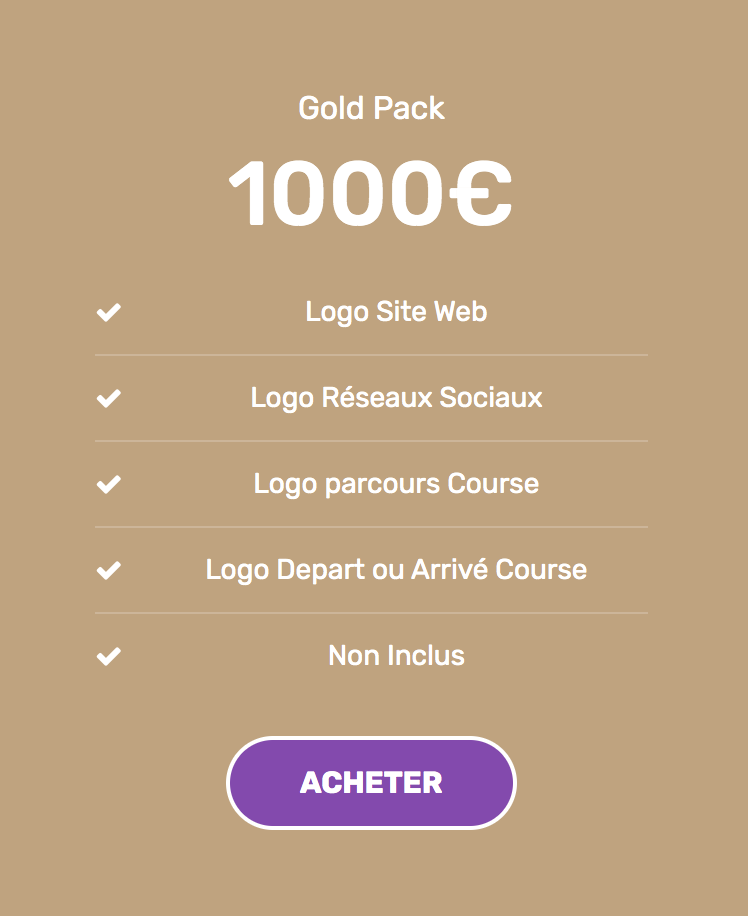 Gold Pack
1000€
Logo Site Web
Logo Réseaux Sociaux
Logo parcours Course
Logo Depart ou Arrivé Course
Non Inclus
ACHETER